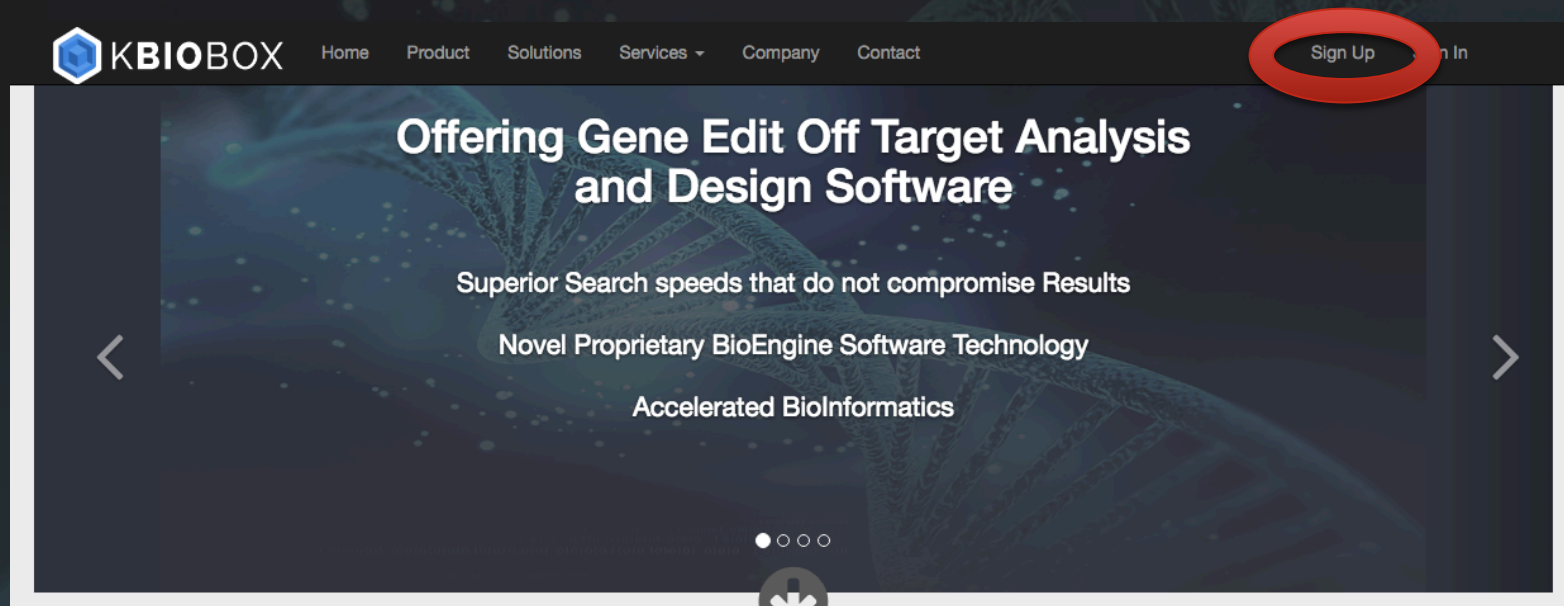 KBIOBOX Home Product Solutions Services Company Contact Sign Up n In
Offering Gene Edit Off Target Analysis
and Design Software
Superior Search speeds that do not compromise Results
Novel Proprietary BioEngine Software Technology
Accelerated BioInformatics